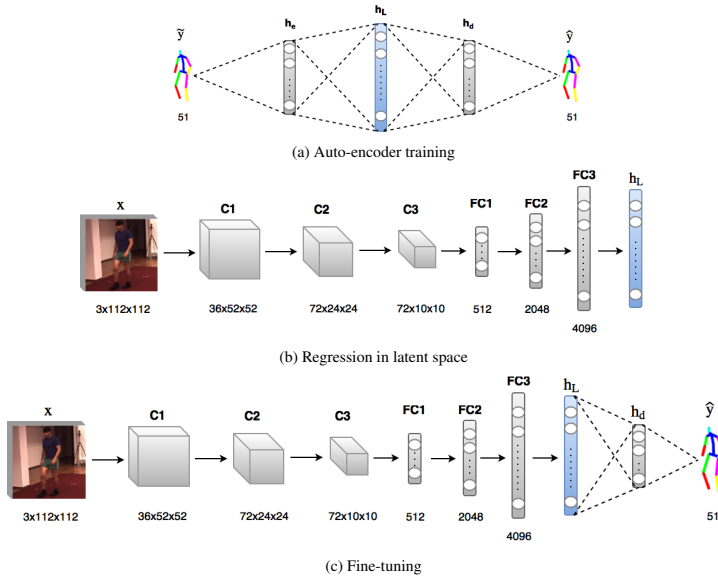 h_L
ỹ h_e h_d ŷ
51 51
(a) Auto-encoder training
x C1 C2 C3 FC1 FC2 FC3 h_L
3x112x112 36x52x52 72x24x24 72x10x10 512 2048 4096
(b) Regression in latent space
x C1 C2 C3 FC1 FC2 FC3 h_L h_d ŷ
3x112x112 36x52x52 72x24x24 72x10x10 512 2048 4096 51
(c) Fine-tuning